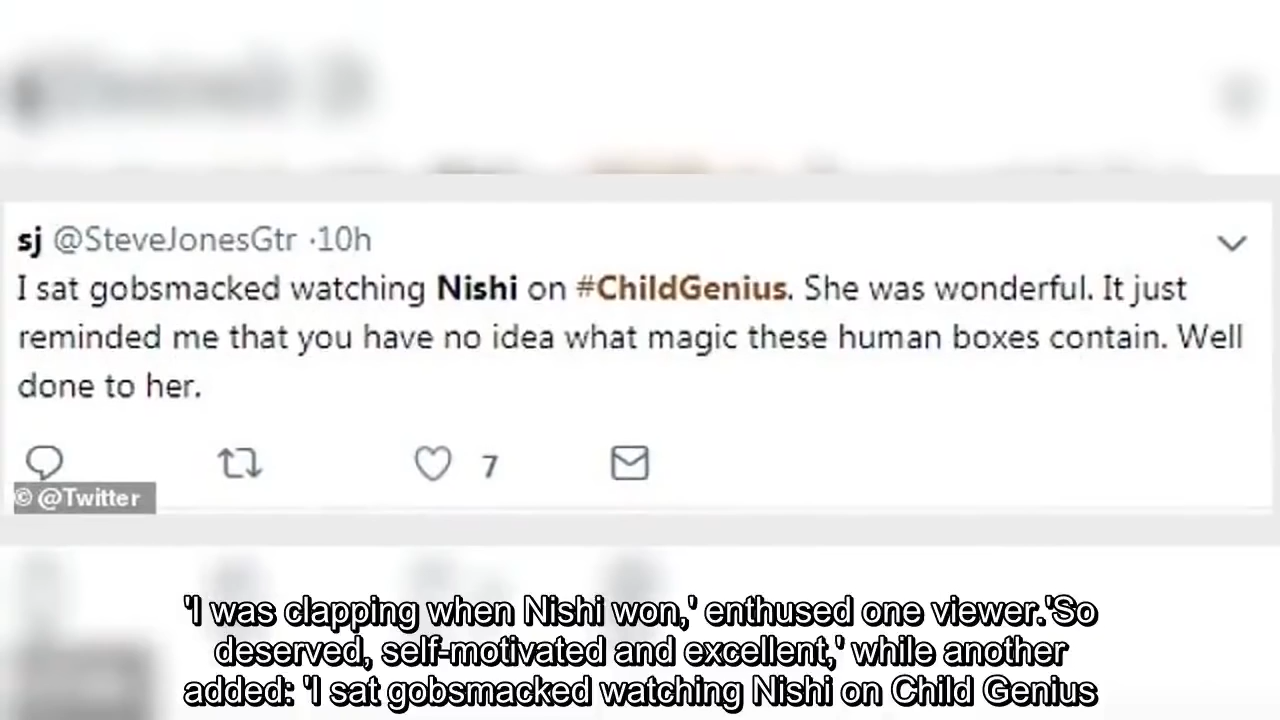 sj @SteveJonesGtr ·10h
I sat gobsmacked watching Nishi on #ChildGenius. She was wonderful. It just
reminded me that you have no idea what magic these human boxes contain. Well
done to her.
7
© @Twitter
'I was clapping when Nishi won,' enthused one viewer.'So
deserved, self-motivated and excellent,' while another
added: 'I sat gobsmacked watching Nishi on Child Genius